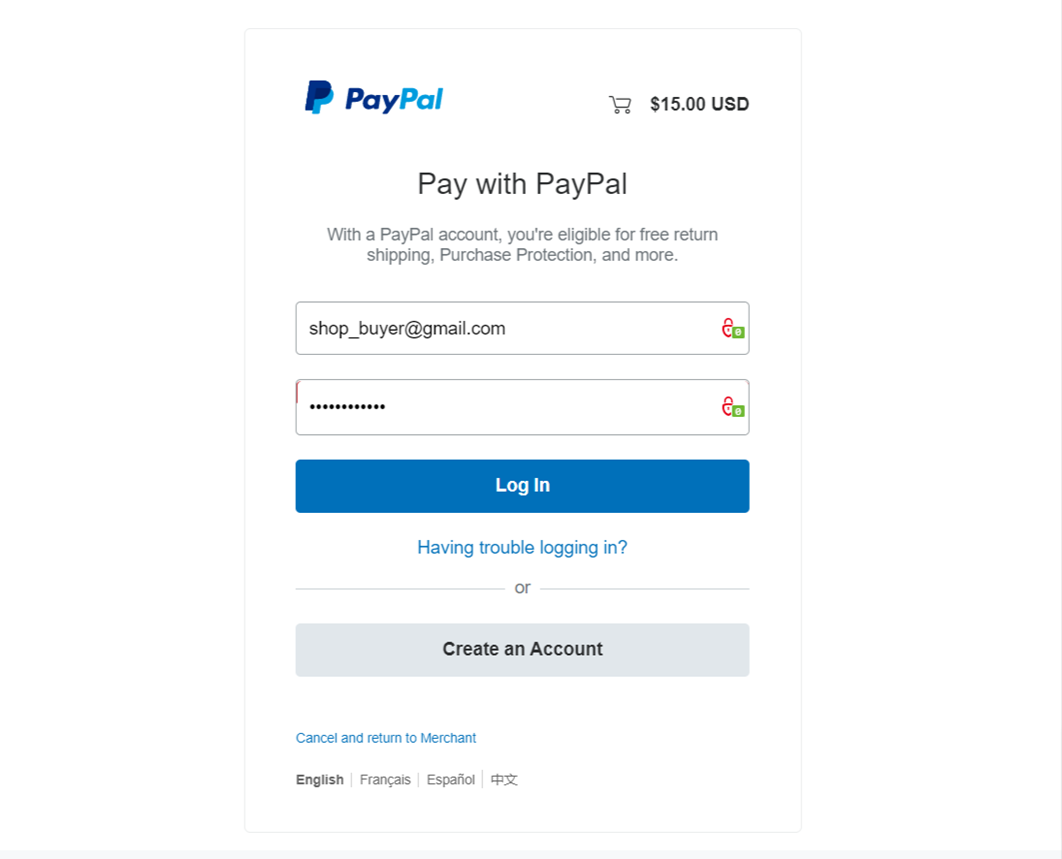 PayPal
$15.00 USD
Pay with PayPal
With a PayPal account, you're eligible for free return
shipping, Purchase Protection, and more.
shop_buyer@gmail.com
e
••••••••••••
e
Log In
Having trouble logging in?
or
Create an Account
Cancel and return to Merchant
English | Français | Español | 中文